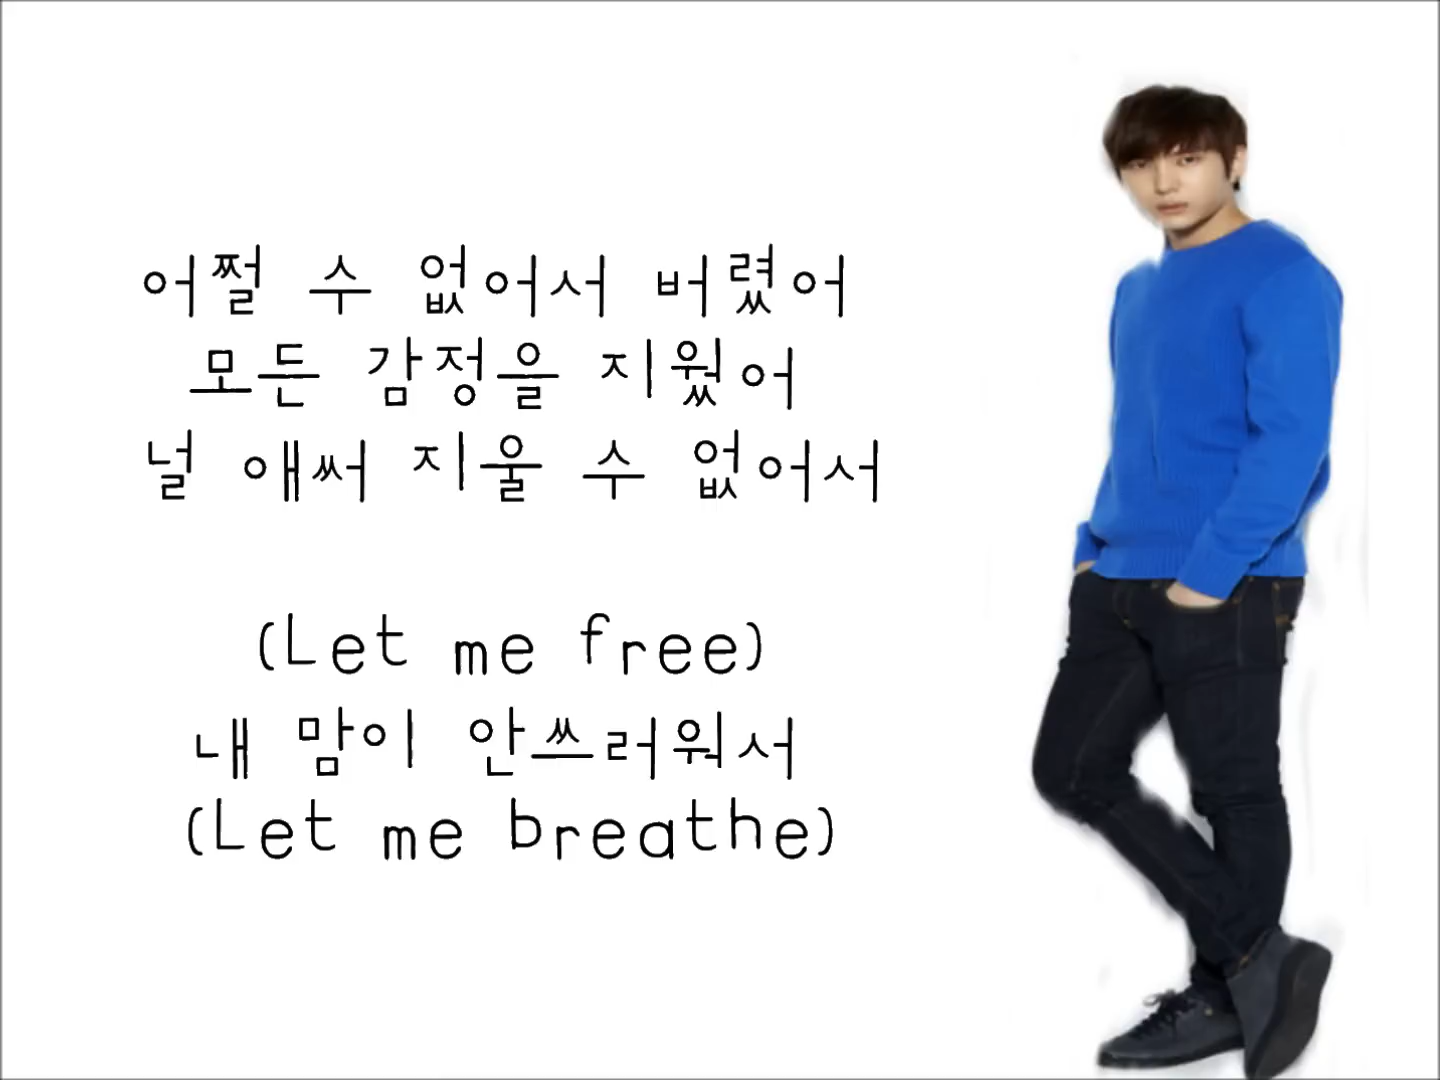 어쩔 수 없어서 버렸어
모든 감정을 지웠어
널 애써 지울 수 없어서
(Let me free)
내 맘이 안쓰러워서
(Let me breathe)